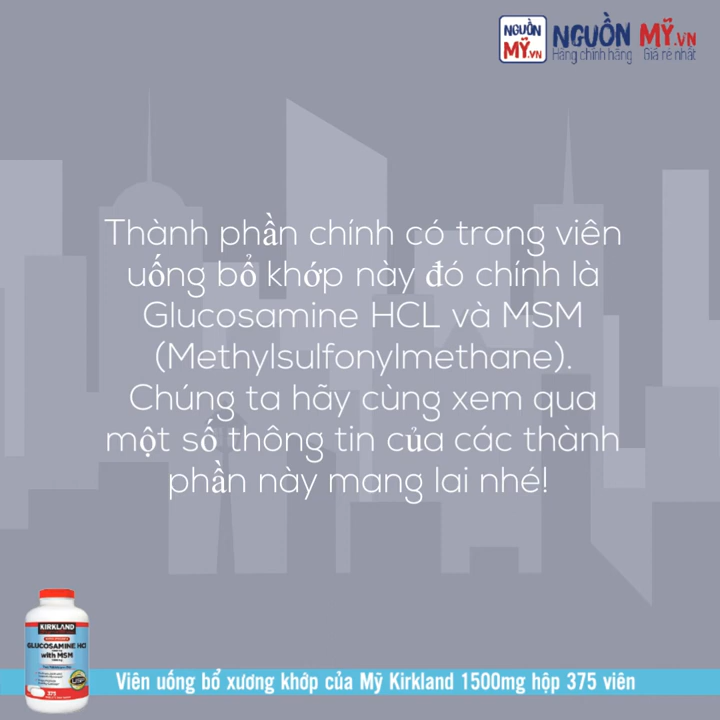 NGUỒN
MỸ.VN
NGUỒN MỸ.VN
Hàng chính hãng Giá rẻ nhất
Thành phần chính có trong viên
uống bổ khớp này đó chính là
Glucosamine HCL và MSM
(Methylsulfonylmethane).
Chúng ta hãy cùng xem qua
một số thông tin của các thành
phần này mang lai nhé!
KIRKLAND
GLUCOSAMINE HCl
with MSM
375
Viên uống bổ xương khớp của Mỹ Kirkland 1500mg hộp 375 viên